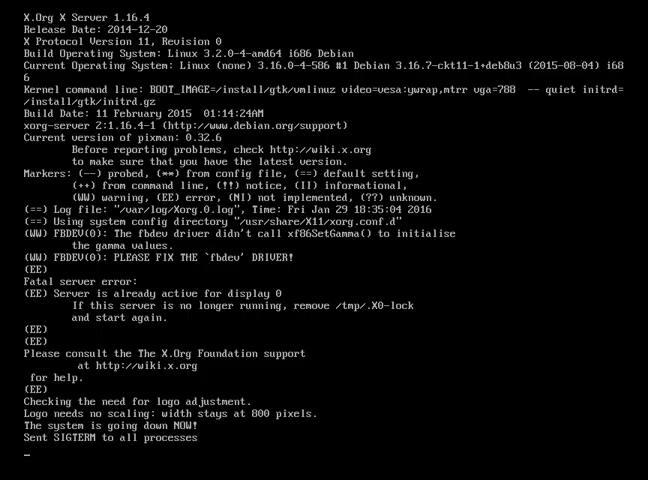 X.Org X Server 1.16.4
Release Date: 2014-12-20
X Protocol Version 11, Revision 0
Build Operating System: Linux 3.2.0-4-amd64 i686 Debian
Current Operating System: Linux (none) 3.16.0-4-586 #1 Debian 3.16.7-ckt11-1+deb8u3 (2015-08-04) i68
6
Kernel command line: BOOT_IMAGE=/install/gtk/vmlinuz video=vesa:ywrap,mtrr vga=788  -- quiet initrd=
/install/gtk/initrd.gz
Build Date: 11 February 2015  01:14:24AM
xorg-server 2:1.16.4-1 (http://www.debian.org/support)
Current version of pixman: 0.32.6
        Before reporting problems, check http://wiki.x.org
        to make sure that you have the latest version.
Markers: (--) probed, (**) from config file, (==) default setting,
        (++) from command line, (!!) notice, (II) informational,
        (WW) warning, (EE) error, (NI) not implemented, (??) unknown.
(==) Log file: "/var/log/Xorg.0.log", Time: Fri Jan 29 18:35:04 2016
(==) Using system config directory "/usr/share/X11/xorg.conf.d"
(WW) FBDEV(0): The fbdev driver didn't call xf86SetGamma() to initialise
        the gamma values.
(WW) FBDEV(0): PLEASE FIX THE `fbdev' DRIVER!
(EE)
Fatal server error:
(EE) Server is already active for display 0
        If this server is no longer running, remove /tmp/.X0-lock
        and start again.
(EE)
(EE)
Please consult the The X.Org Foundation support
         at http://wiki.x.org
 for help.
(EE)
Checking the need for logo adjustment.
Logo needs no scaling: width stays at 800 pixels.
The system is going down NOW!
Sent SIGTERM to all processes
_